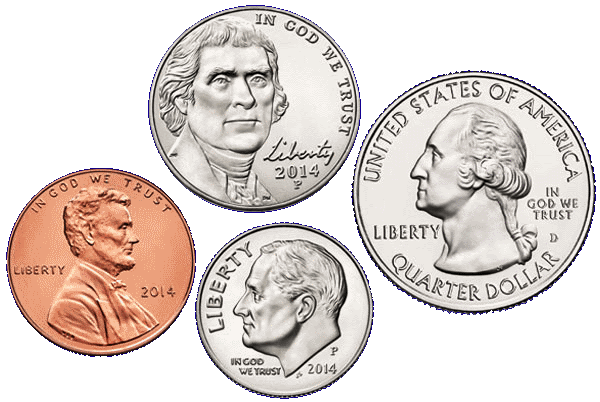 IN GOD WE TRUST
Liberty
2014
P
UNITED STATES OF AMERICA
LIBERTY
IN
GOD WE
TRUST
D
QUARTER DOLLAR
IN GOD WE TRUST
LIBERTY
2014
LIBERTY
P
IN GOD
WE TRUST
2014